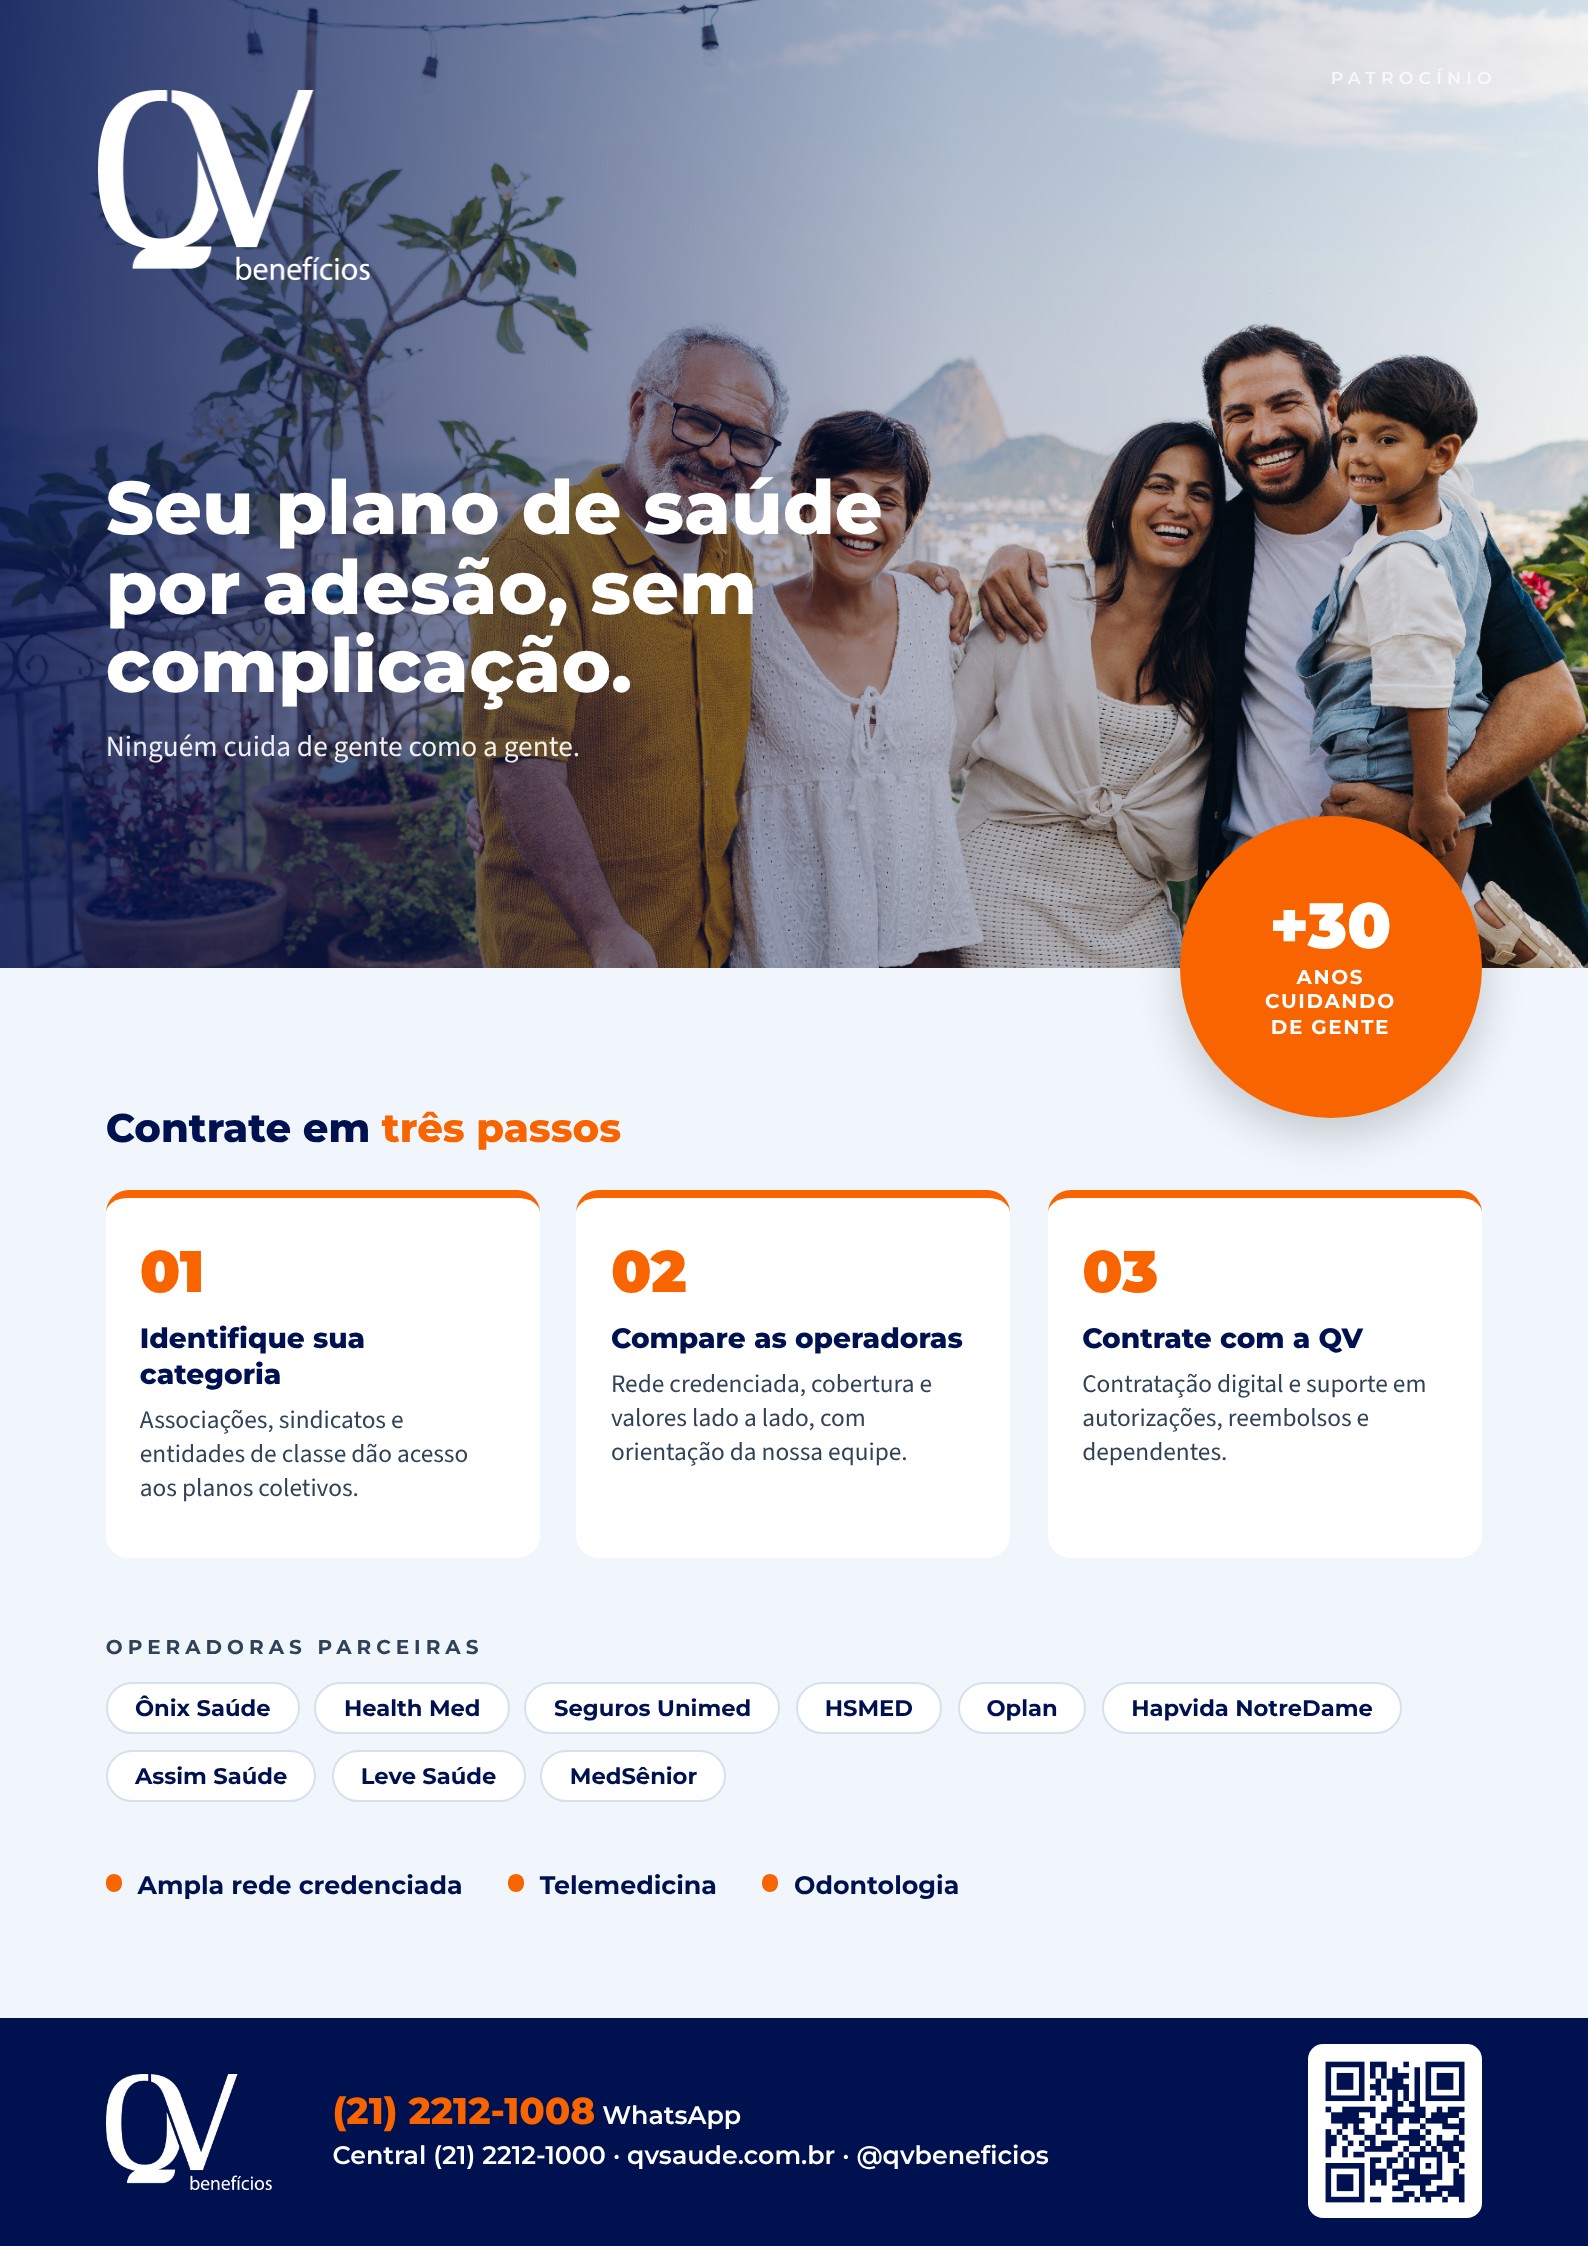 PATROCÍNIO
QV
benefícios
Seu plano de saúde
por adesão, sem
complicação.
Ninguém cuida de gente como a gente.
+30
ANOS
CUIDANDO
DE GENTE
Contrate em três passos
01
Identifique sua
categoria
Associações, sindicatos e
entidades de classe dão acesso
aos planos coletivos.
02
Compare as operadoras
Rede credenciada, cobertura e
valores lado a lado, com
orientação da nossa equipe.
03
Contrate com a QV
Contratação digital e suporte em
autorizações, reembolsos e
dependentes.
OPERADORAS PARCEIRAS
Ônix Saúde Health Med Seguros Unimed HSMED Oplan Hapvida NotreDame
Assim Saúde Leve Saúde MedSênior
Ampla rede credenciada Telemedicina Odontologia
QV
benefícios
(21) 2212-1008 WhatsApp
Central (21) 2212-1000 · qvsaude.com.br · @qvbeneficios